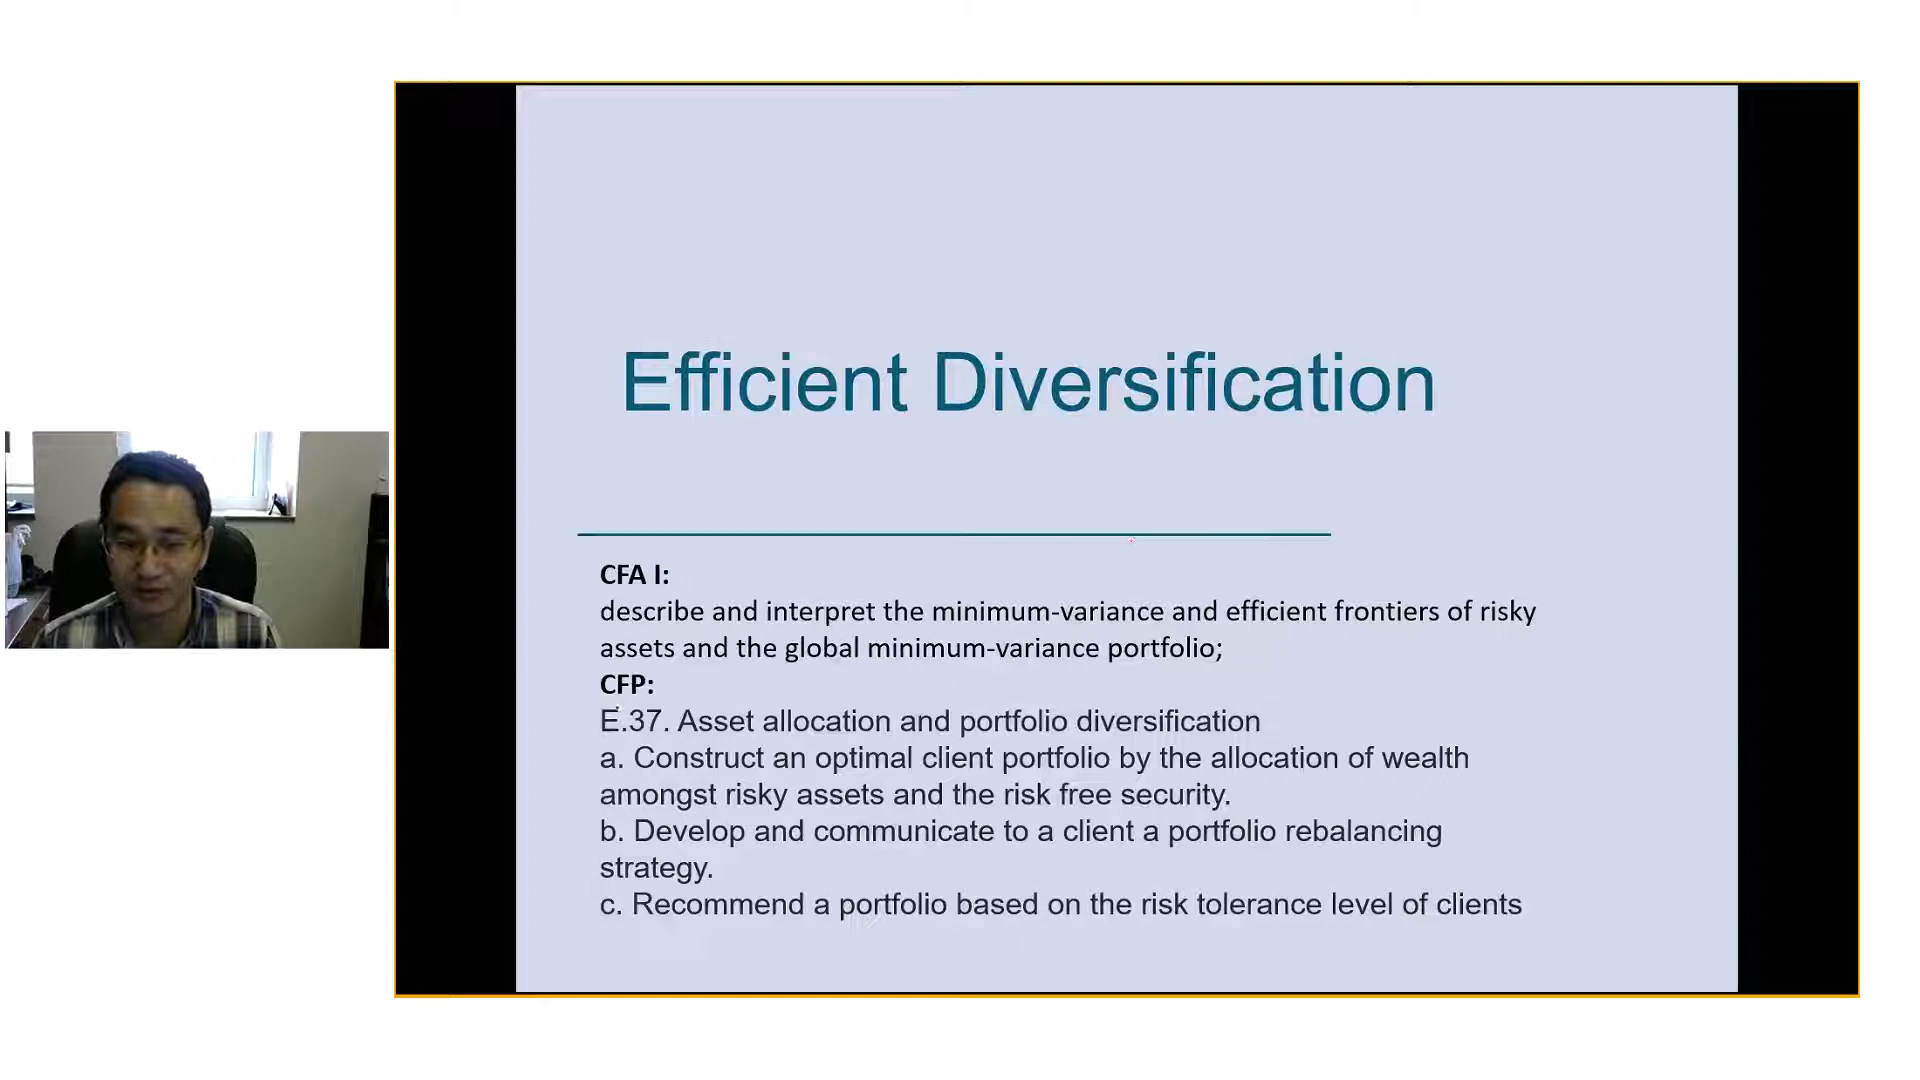 Efficient Diversification
CFA I:
describe and interpret the minimum-variance and efficient frontiers of risky
assets and the global minimum-variance portfolio;
CFP:
E.37. Asset allocation and portfolio diversification
a. Construct an optimal client portfolio by the allocation of wealth
amongst risky assets and the risk free security.
b. Develop and communicate to a client a portfolio rebalancing
strategy.
c. Recommend a portfolio based on the risk tolerance level of clients